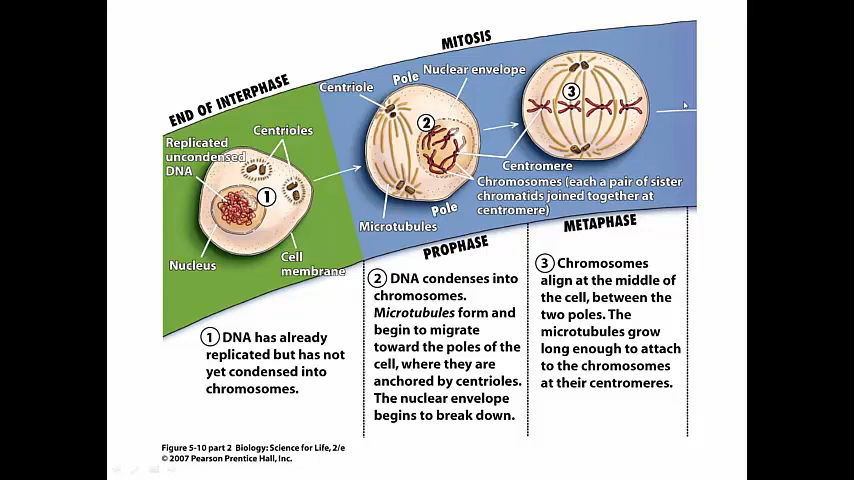 MITOSIS
END OF INTERPHASE
Pole
Nuclear envelope
Centriole
Replicated
uncondensed
DNA
Centrioles
1
2
3
Centromere
Chromosomes (each a pair of sister
chromatids joined together at
centromere)
Pole
Microtubules
Nucleus
Cell
membrane
PROPHASE
METAPHASE
1 DNA has already
replicated but has not
yet condensed into
chromosomes.
2 DNA condenses into
chromosomes.
Microtubules form and
begin to migrate
toward the poles of the
cell, where they are
anchored by centrioles.
The nuclear envelope
begins to break down.
3 Chromosomes
align at the middle of
the cell, between the
two poles. The
microtubules grow
long enough to attach
to the chromosomes
at their centromeres.
Figure 5-10 part 2 Biology: Science for Life, 2/e
© 2007 Pearson Prentice Hall, Inc.